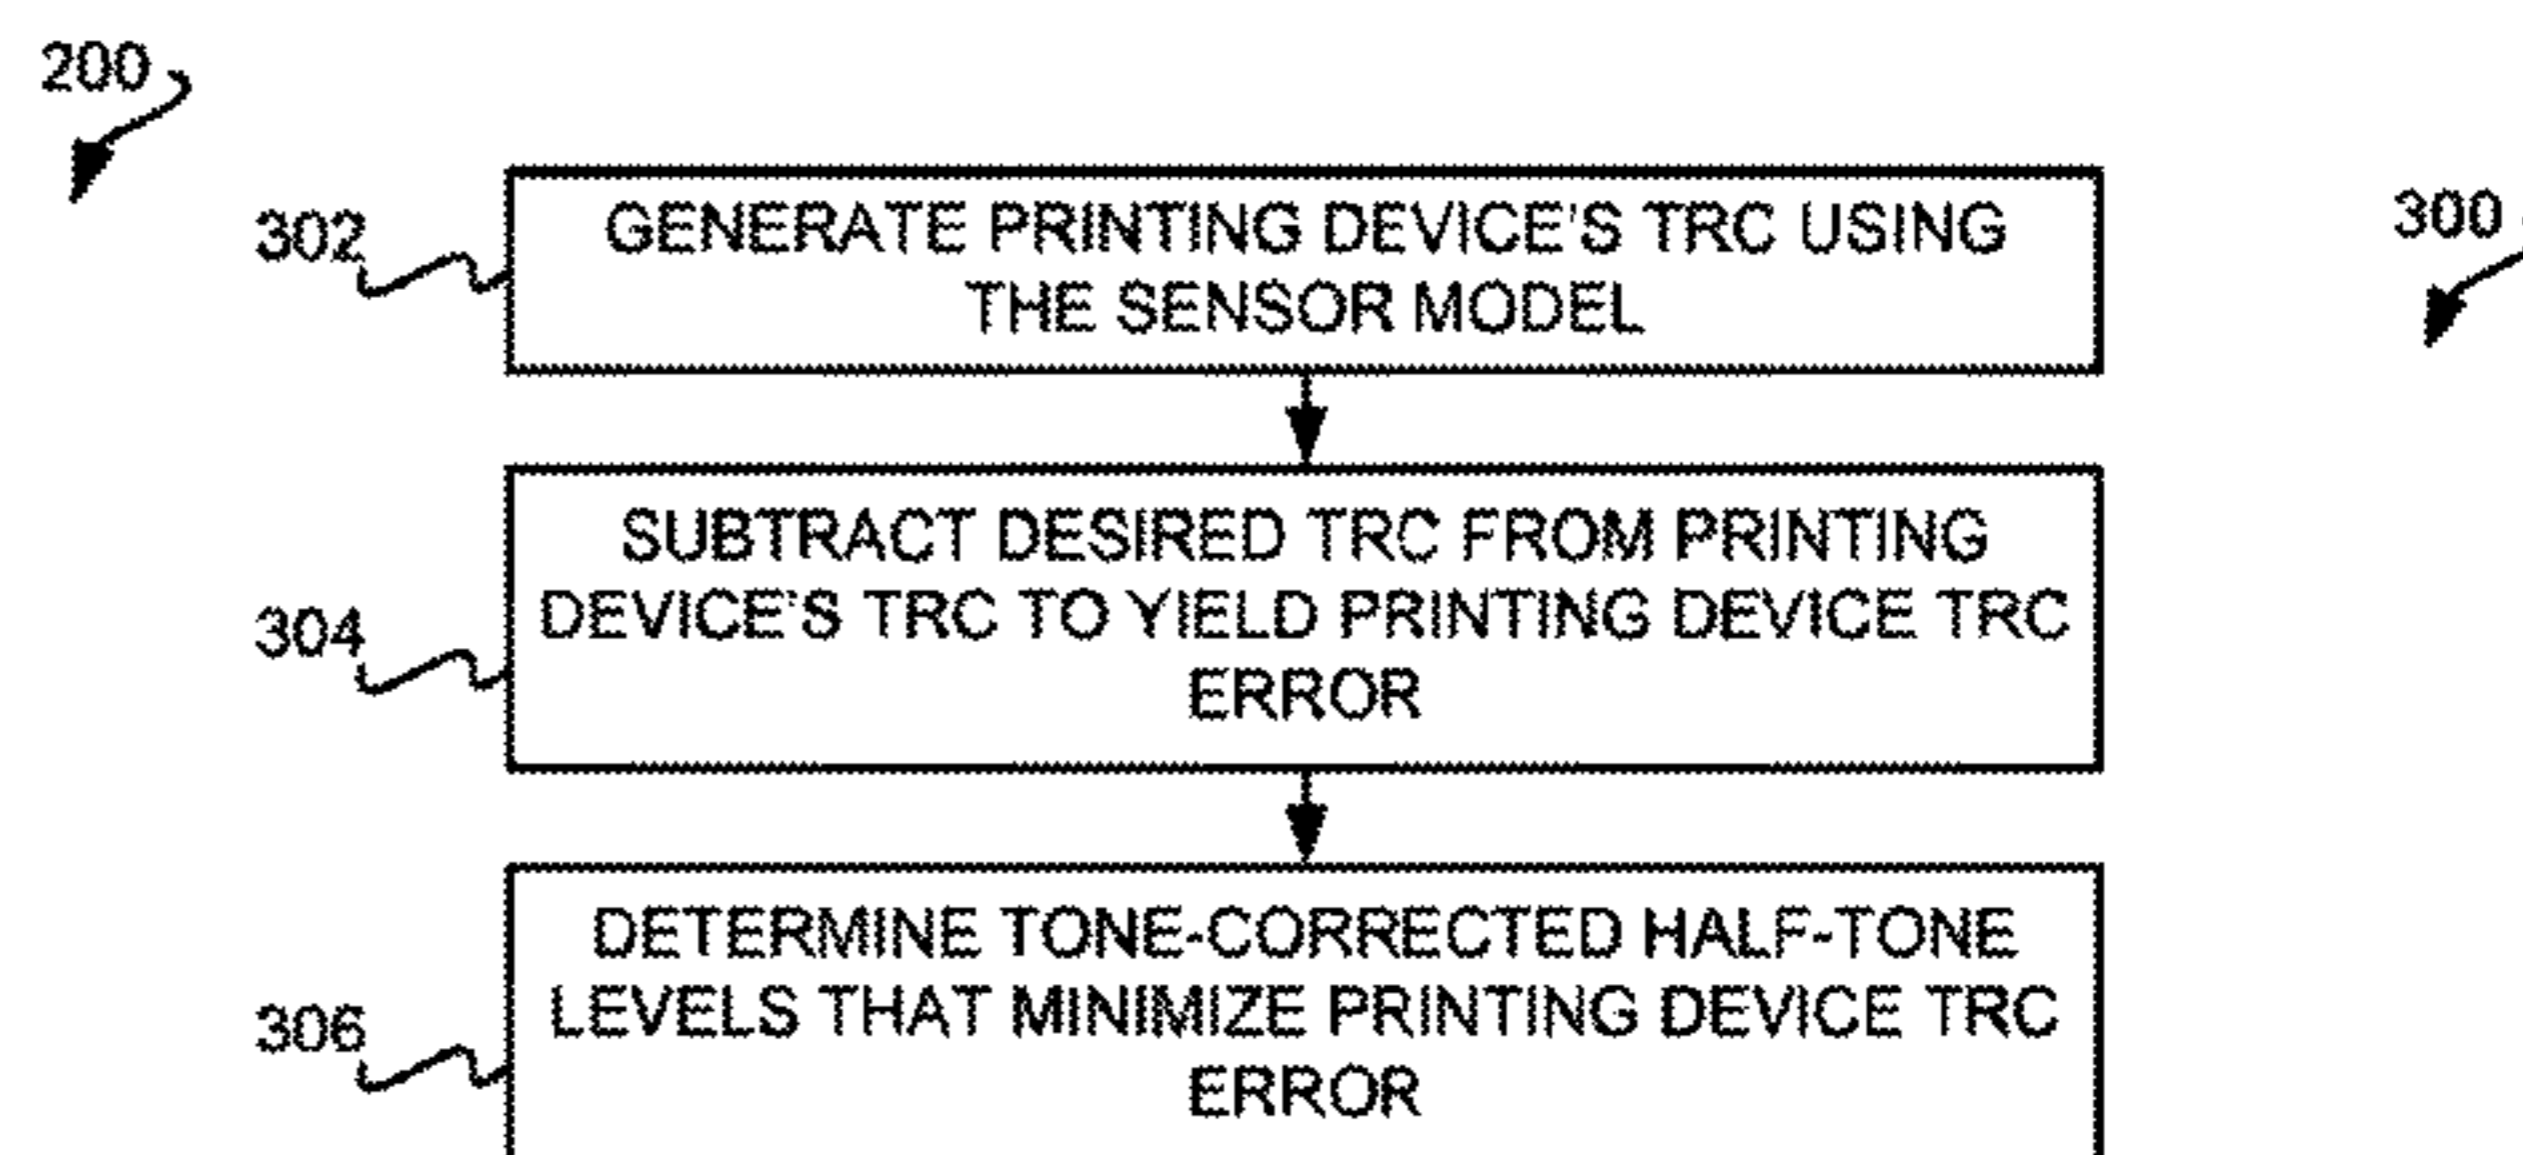 200
302
GENERATE PRINTING DEVICE'S TRC USING
THE SENSOR MODEL
300
304
SUBTRACT DESIRED TRC FROM PRINTING
DEVICE'S TRC TO YIELD PRINTING DEVICE TRC
ERROR
306
DETERMINE TONE-CORRECTED HALF-TONE
LEVELS THAT MINIMIZE PRINTING DEVICE TRC
ERROR